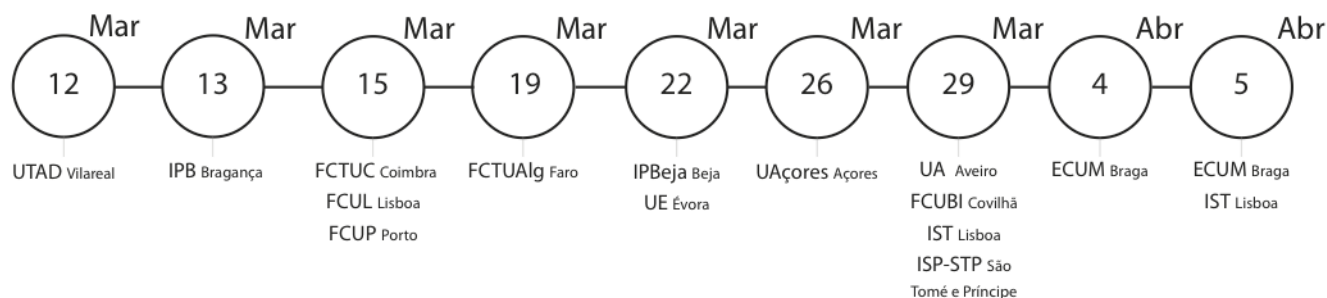 Mar Mar Mar Mar Mar Mar Mar Abr Abr
12 13 15 19 22 26 29 4 5
UTAD Vilareal IPB Bragança FCTUC Coimbra FCTUAlg Faro IPBeja Beja UAçores Açores UA Aveiro ECUM Braga ECUM Braga
FCUL Lisboa UE Évora FCUBI Covilhã IST Lisboa
FCUP Porto IST Lisboa
ISP-STP São
Tomé e Príncipe